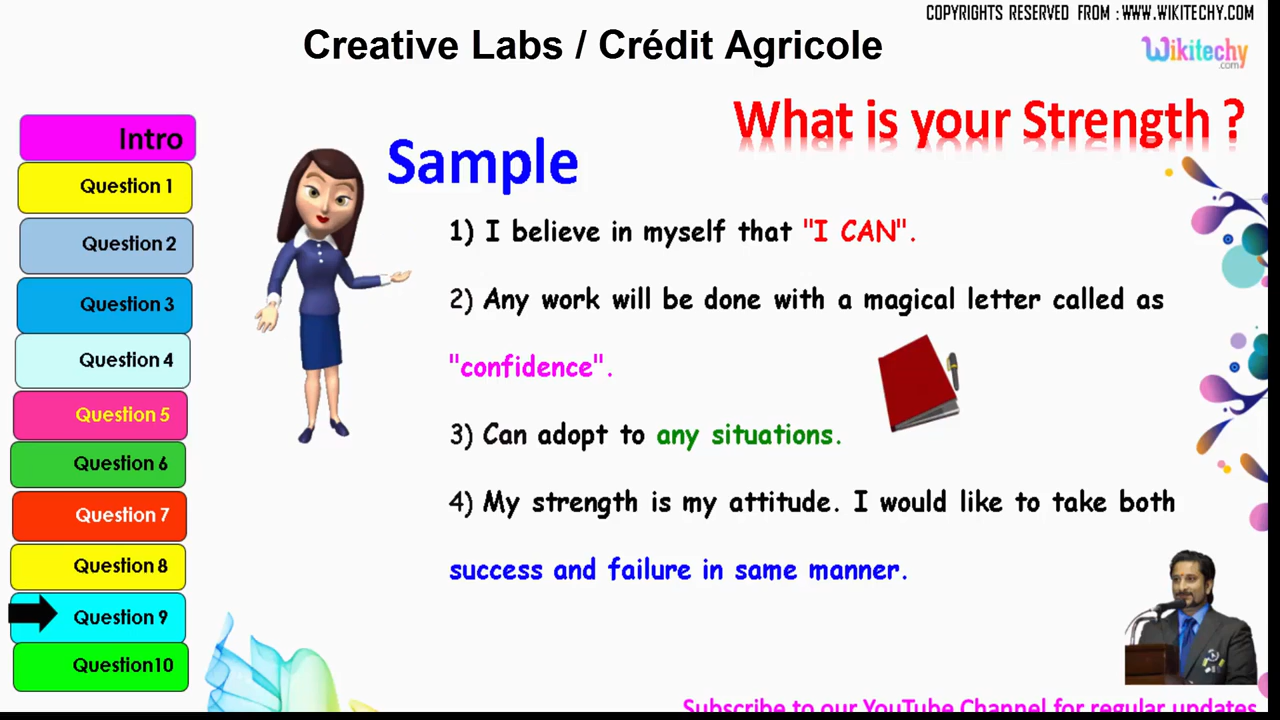 COPYRIGHTS RESERVED FROM : WWW.WIKITECHY.COM
Creative Labs / Crédit Agricole
Wikitechy
.com
What is your Strength ?
Sample
Intro
Question 1
Question 2
Question 3
Question 4
Question 5
Question 6
Question 7
Question 8
Question 9
Question10
1) I believe in myself that "I CAN".
2) Any work will be done with a magical letter called as
"confidence".
3) Can adopt to any situations.
4) My strength is my attitude. I would like to take both
success and failure in same manner.
Subscribe to our YouTube Channel for regular updates